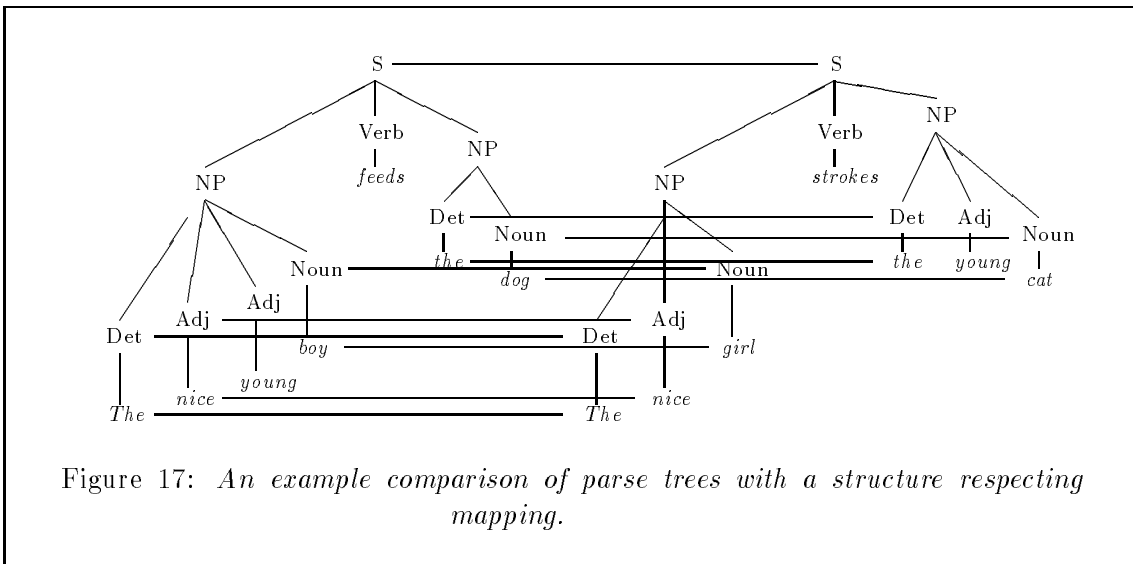 S S
NP
Verb Verb
NP
feeds strokes
NP NP
Det Det Adj
Noun Noun
the the young
Noun Noun
dog cat
Adj
Adj Adj
Det Det
boy girl
young
nice nice
The The
Figure 17: An example comparison of parse trees with a structure respecting
mapping.